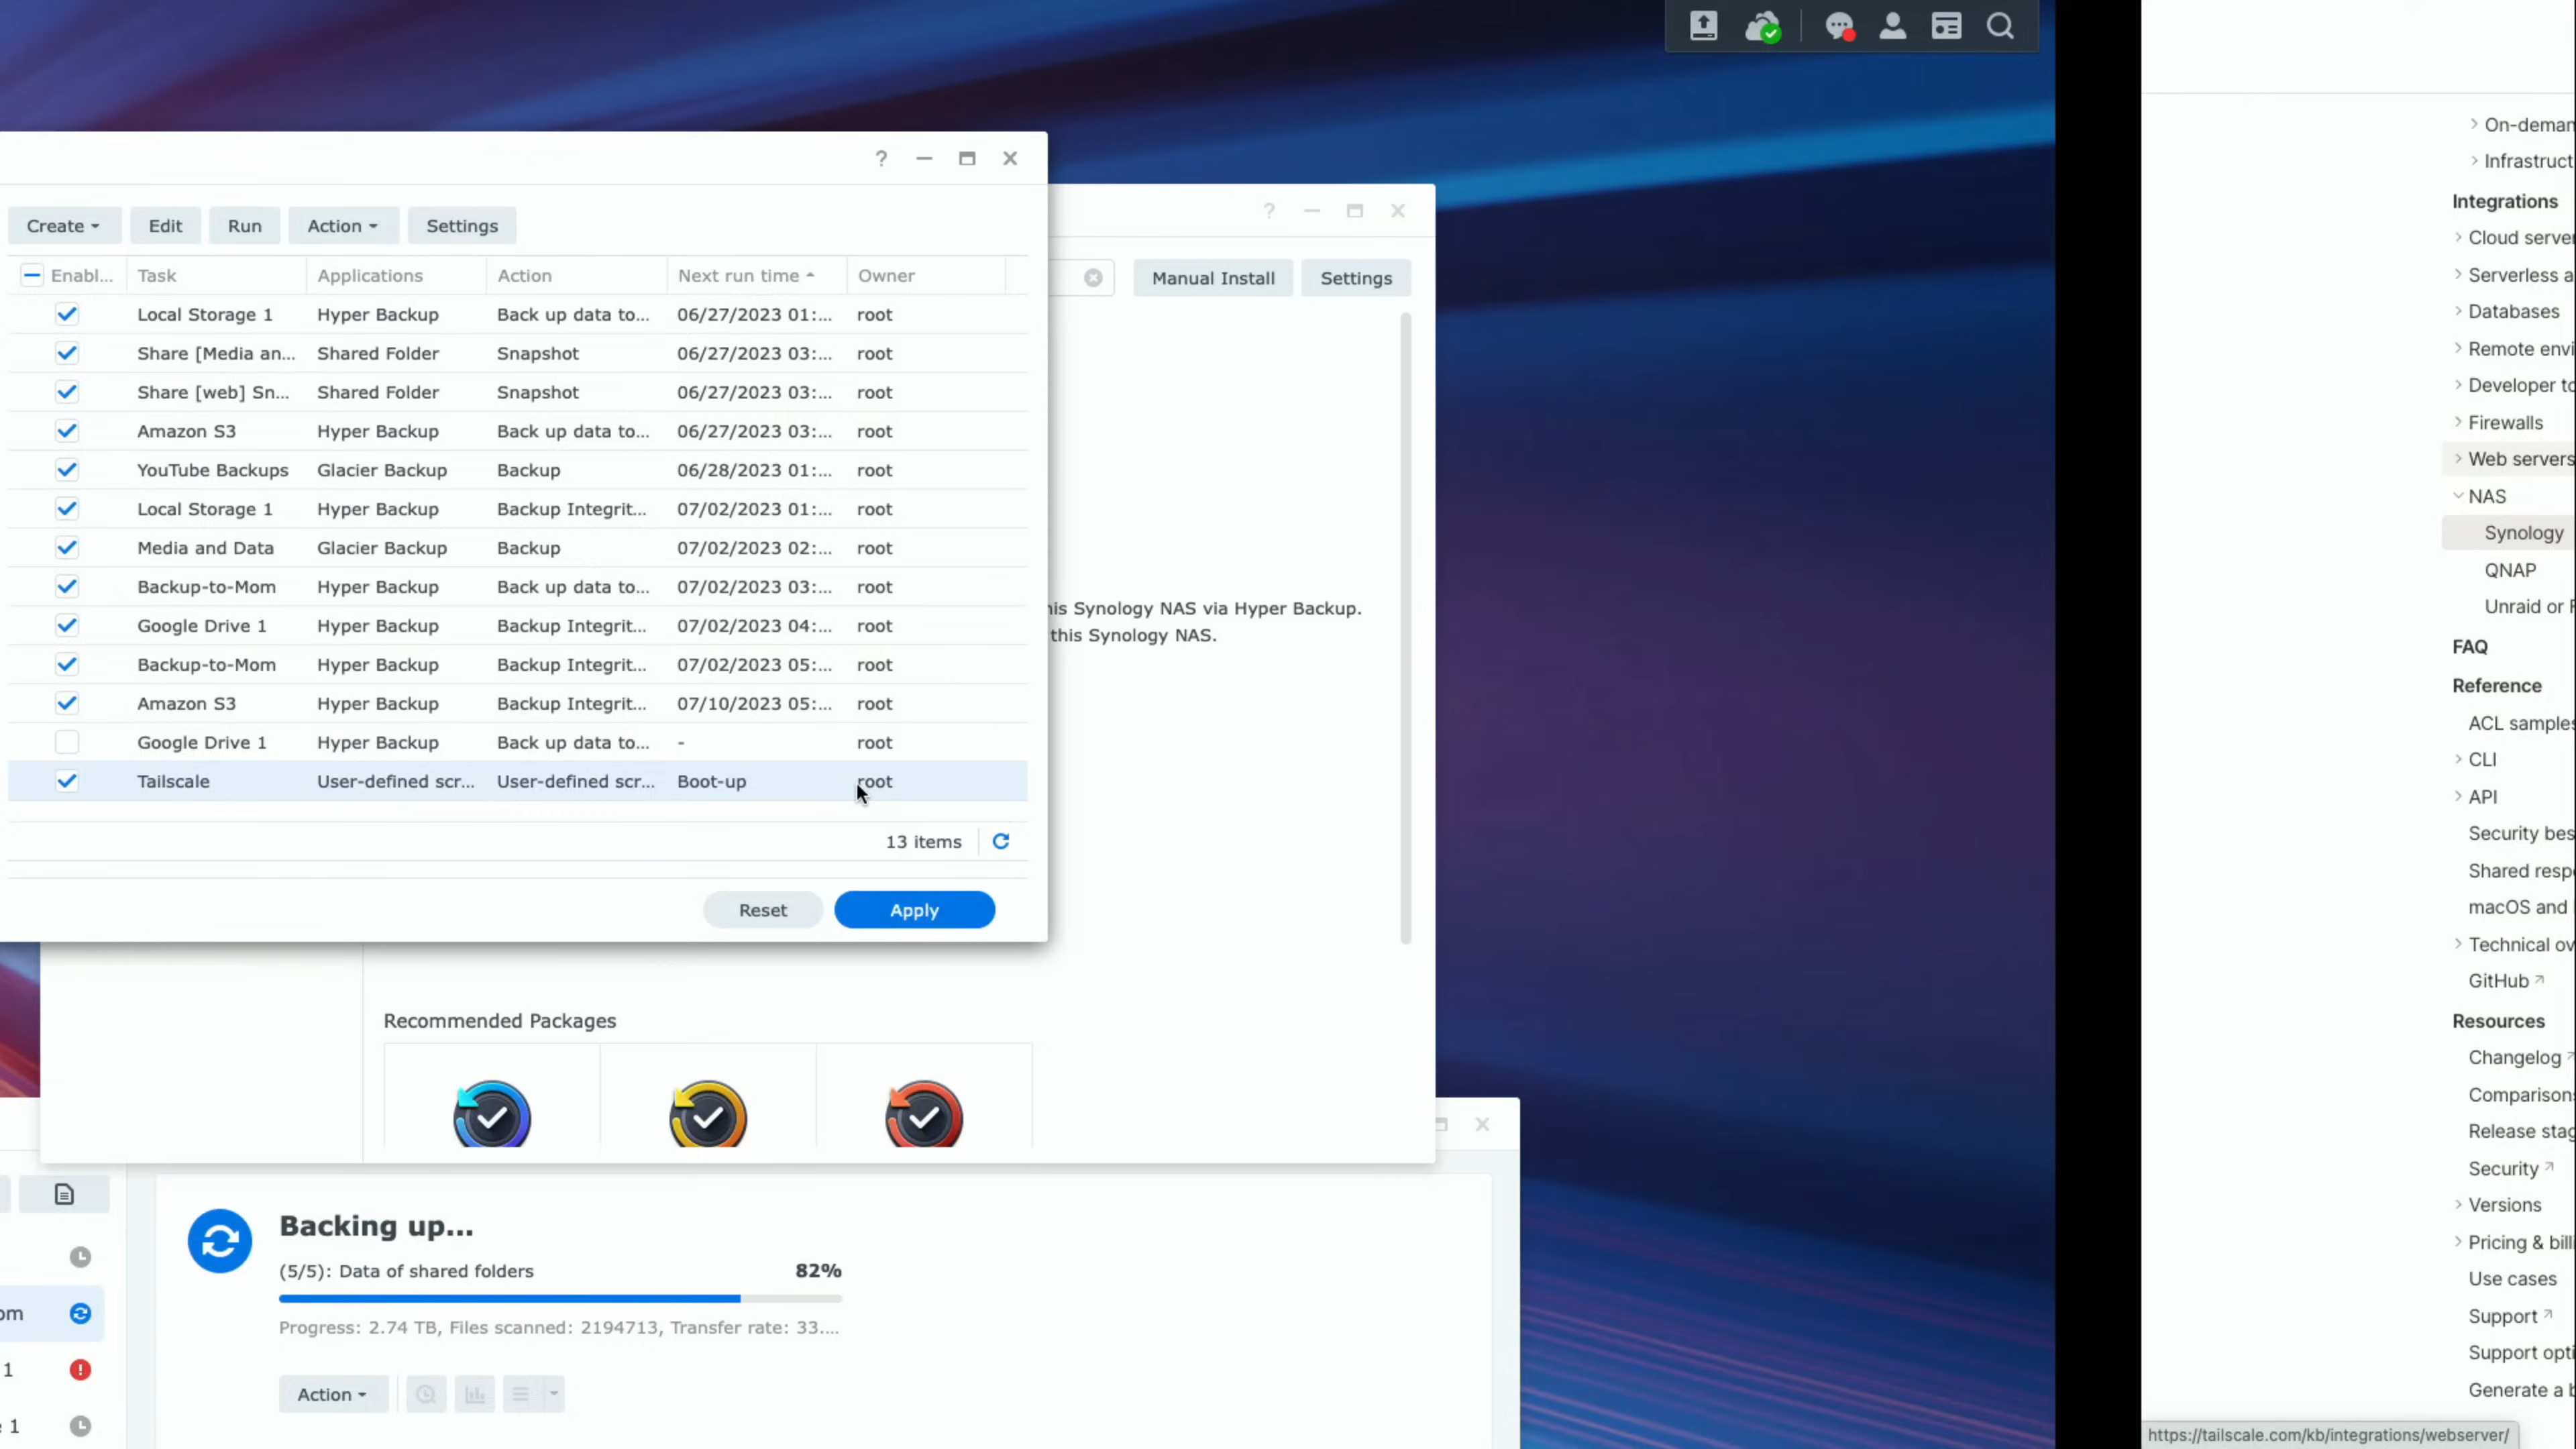 Create Edit Run Action Settings
Enabl... Task Applications Action Next run time Owner
Local Storage 1 Hyper Backup Back up data to... 06/27/2023 01:... root
Share [Media an... Shared Folder Snapshot 06/27/2023 03:... root
Share [web] Sn... Shared Folder Snapshot 06/27/2023 03:... root
Amazon S3 Hyper Backup Back up data to... 06/27/2023 03:... root
YouTube Backups Glacier Backup Backup 06/28/2023 01:... root
Local Storage 1 Hyper Backup Backup Integrit... 07/02/2023 01:... root
Media and Data Glacier Backup Backup 07/02/2023 02:... root
Backup-to-Mom Hyper Backup Back up data to... 07/02/2023 03:... root
Google Drive 1 Hyper Backup Backup Integrit... 07/02/2023 04:... root
Backup-to-Mom Hyper Backup Backup Integrit... 07/02/2023 05:... root
Amazon S3 Hyper Backup Backup Integrit... 07/10/2023 05:... root
Google Drive 1 Hyper Backup Back up data to... - root
Tailscale User-defined scr... User-defined scr... Boot-up root
13 items
Reset Apply
Manual Install Settings
is Synology NAS via Hyper Backup.
this Synology NAS.
Recommended Packages
om
1
1
Backing up...
(5/5): Data of shared folders 82%
Progress: 2.74 TB, Files scanned: 2194713, Transfer rate: 33....
Action
On-deman
Infrastruct
Integrations
Cloud serve
Serverless a
Databases
Remote envi
Developer to
Firewalls
Web servers
NAS
Synology
QNAP
Unraid or F
FAQ
Reference
ACL samples
CLI
API
Security bes
Shared resp
macOS and
Technical ov
GitHub
Resources
Changelog
Comparison
Release stag
Security
Versions
Pricing & billi
Use cases
Support
Support opti
Generate a b
https://tailscale.com/kb/integrations/webserver/